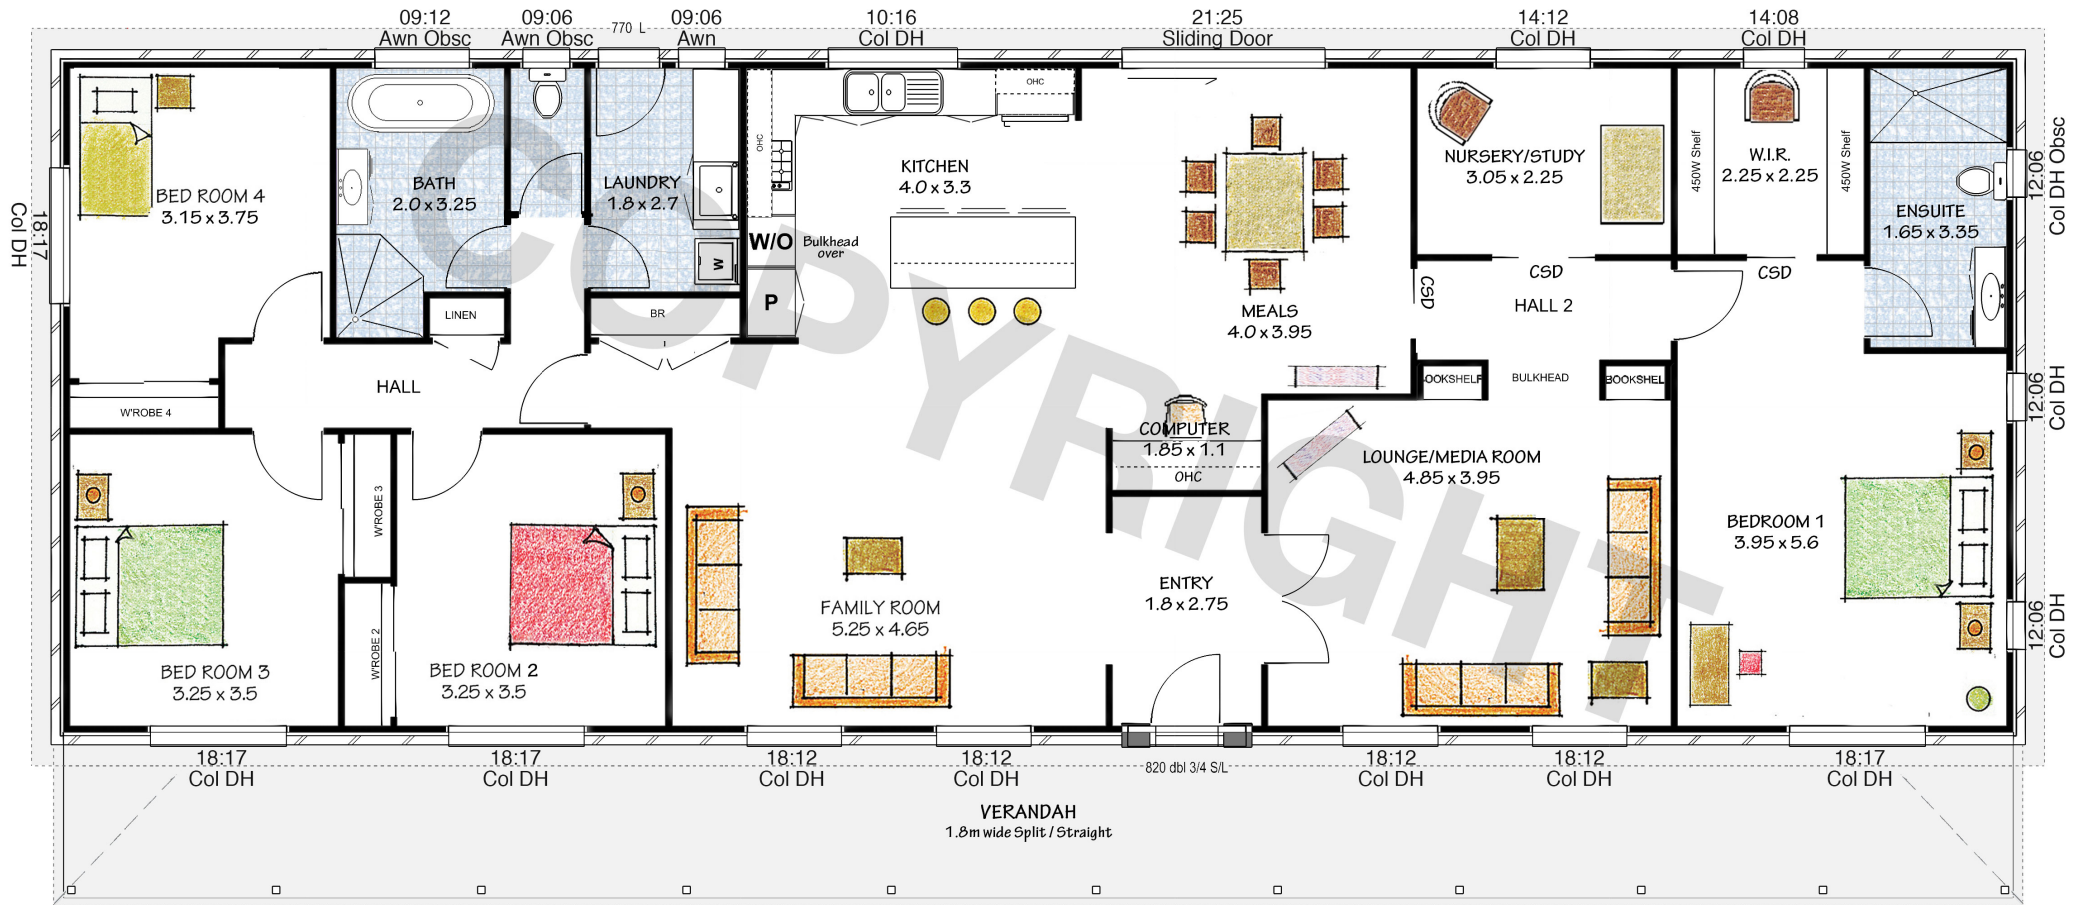 09:12
Awn Obsc
09:06
Awn Obsc
770 L
09:06
Awn
10:16
Col DH
21:25
Sliding Door
14:12
Col DH
14:08
Col DH
18:17
Col DH
BED ROOM 4
3.15 x 3.75
BATH
2.0 x 3.25
LAUNDRY
1.8 x 2.7
OHC
OHC
KITCHEN
4.0 x 3.3
W/O
Bulkhead
over
P
W
LINEN
BR
W'ROBE 4
HALL
MEALS
4.0 x 3.95
NURSERY/STUDY
3.05 x 2.25
450W Shelf
W.I.R.
2.25 x 2.25
450W Shelf
ENSUITE
1.65 x 3.35
12:06
Col DH Obsc
CSD
CSD
CSD
HALL 2
BOOKSHELF
BULKHEAD
BOOKSHEL
12:06
Col DH
COMPUTER
1.85 x 1.1
OHC
LOUNGE/MEDIA ROOM
4.85 x 3.95
BEDROOM 1
3.95 x 5.6
12:06
Col DH
W'ROBE 3
W'ROBE 2
BED ROOM 3
3.25 x 3.5
BED ROOM 2
3.25 x 3.5
FAMILY ROOM
5.25 x 4.65
ENTRY
1.8 x 2.75
COPYRIGHT
18:17
Col DH
18:17
Col DH
18:12
Col DH
18:12
Col DH
820 dbl 3/4 S/L
18:12
Col DH
18:12
Col DH
18:17
Col DH
VERANDAH
1.8m wide Split / Straight